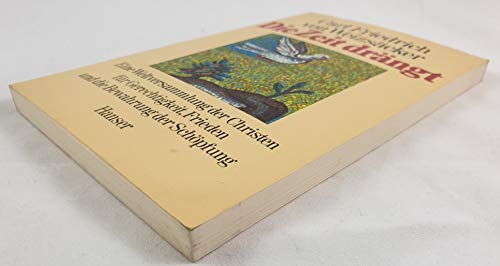 Carl Friedrich
von Weizsäcker
Die Zeit drängt
Eine Weltversammlung der Christen
für Gerechtigkeit, Frieden
und die Bewahrung der Schöpfung
Hanser